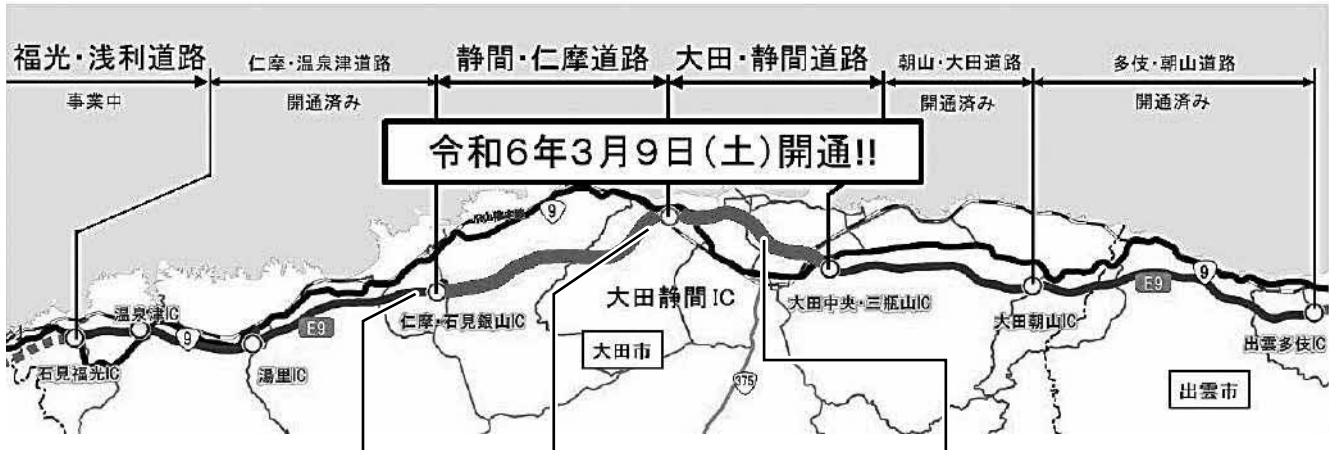 福光・浅利道路
事業中
仁摩・温泉津道路
開通済み
静間・仁摩道路
大田・静間道路
朝山・大田道路
開通済み
多伎・朝山道路
開通済み
令和6年3月9日(土)開通!!
JR山陰本線
9
9
9
E9
E9
375
石見福光IC
温泉津IC
湯里IC
仁摩・石見銀山IC
大田静間IC
大田市
大田中央・三瓶山IC
大田朝山IC
出雲多伎IC
出雲市